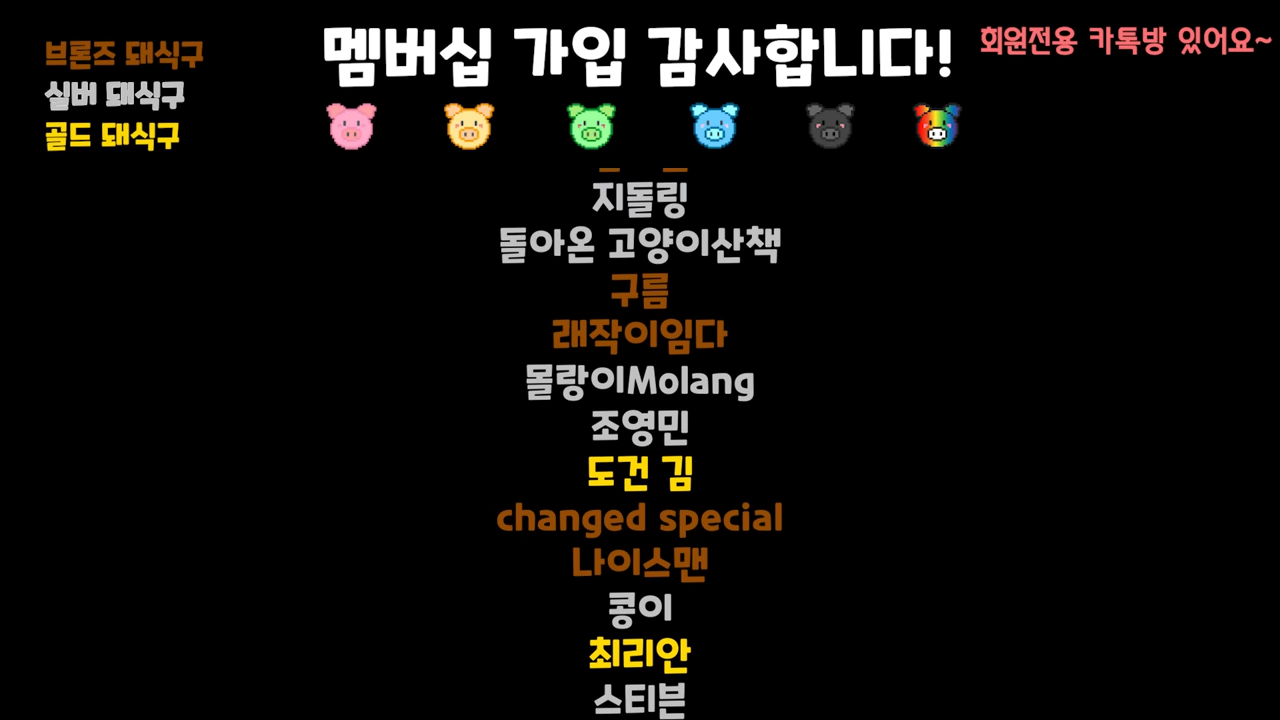 브론즈 돼식구
실버 돼식구
골드 돼식구
멤버십 가입 감사합니다!
회원전용 카톡방 있어요~
지돌링
돌아온 고양이산책
구름
래작이임다
몰랑이Molang
조영민
도건 김
changed special
나이스맨
콩이
최리안
스티븐